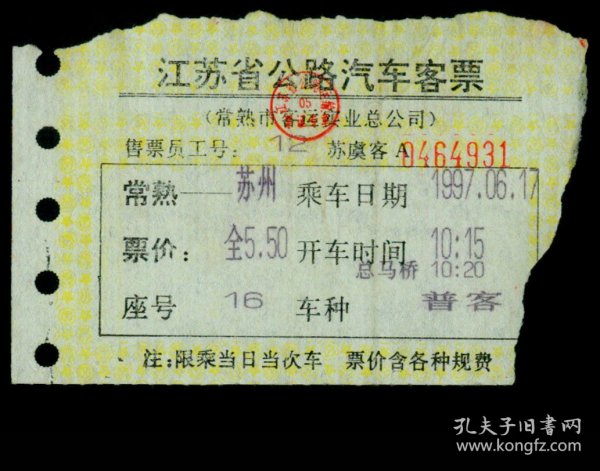 江苏省公路汽车客票
(常熟市客运实业总公司)
05
售票员工号: 12 苏虞客A 0464931
常熟——苏州 乘车日期 1997.06.17
票价: 全5.50 开车时间 10:15
总马桥 10:20
座号 16 车种 普客
注:限乘当日当次车 票价含各种规费
孔夫子旧书网
www.kongfz.com